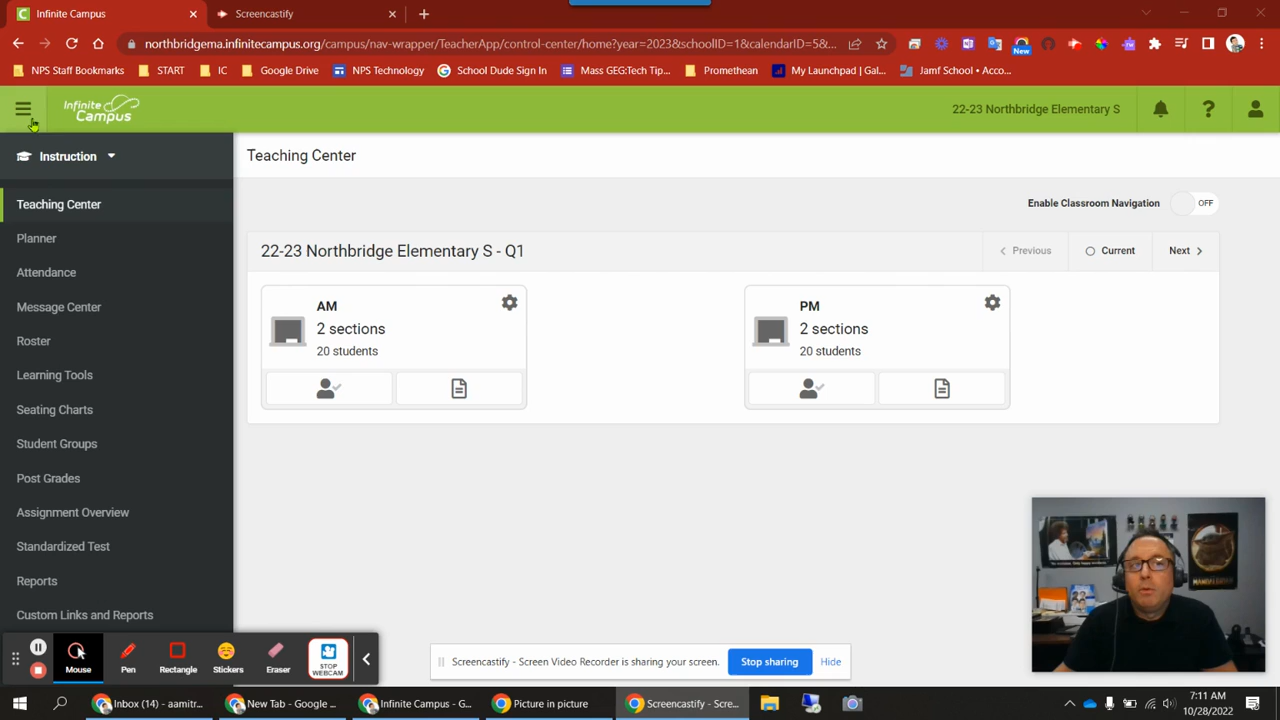 Infinite Campus
Screencastify
northbridgema.infinitecampus.org/campus/nav-wrapper/TeacherApp/control-center/home?year=2023&schoolID=1&calendarID=5&...
New
NPS Staff Bookmarks
START
IC
Google Drive
NPS Technology
School Dude Sign In
Mass GEG:Tech Tip...
Promethean
My Launchpad | Gal...
Jamf School • Acco...
Infinite Campus
22-23 Northbridge Elementary S
Instruction
Teaching Center
Planner
Attendance
Message Center
Roster
Learning Tools
Seating Charts
Student Groups
Post Grades
Assignment Overview
Standardized Test
Reports
Custom Links and Reports
Teaching Center
Enable Classroom Navigation OFF
22-23 Northbridge Elementary S - Q1
Previous
Current
Next
AM
2 sections
20 students
PM
2 sections
20 students
Mouse
Pen
Rectangle
Stickers
Eraser
STOP WEBCAM
Screencastify - Screen Video Recorder is sharing your screen.
Stop sharing
Hide
Inbox (14) - aamitr...
New Tab - Google ...
Infinite Campus - G...
Picture in picture
Screencastify - Scre...
7:11 AM
10/28/2022